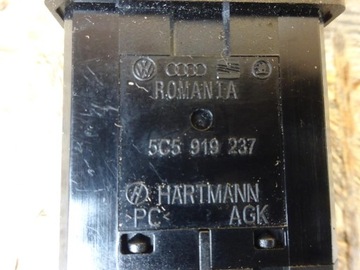 ROMANIA
5C5 919 237
HARTMANN
>PC< AGK